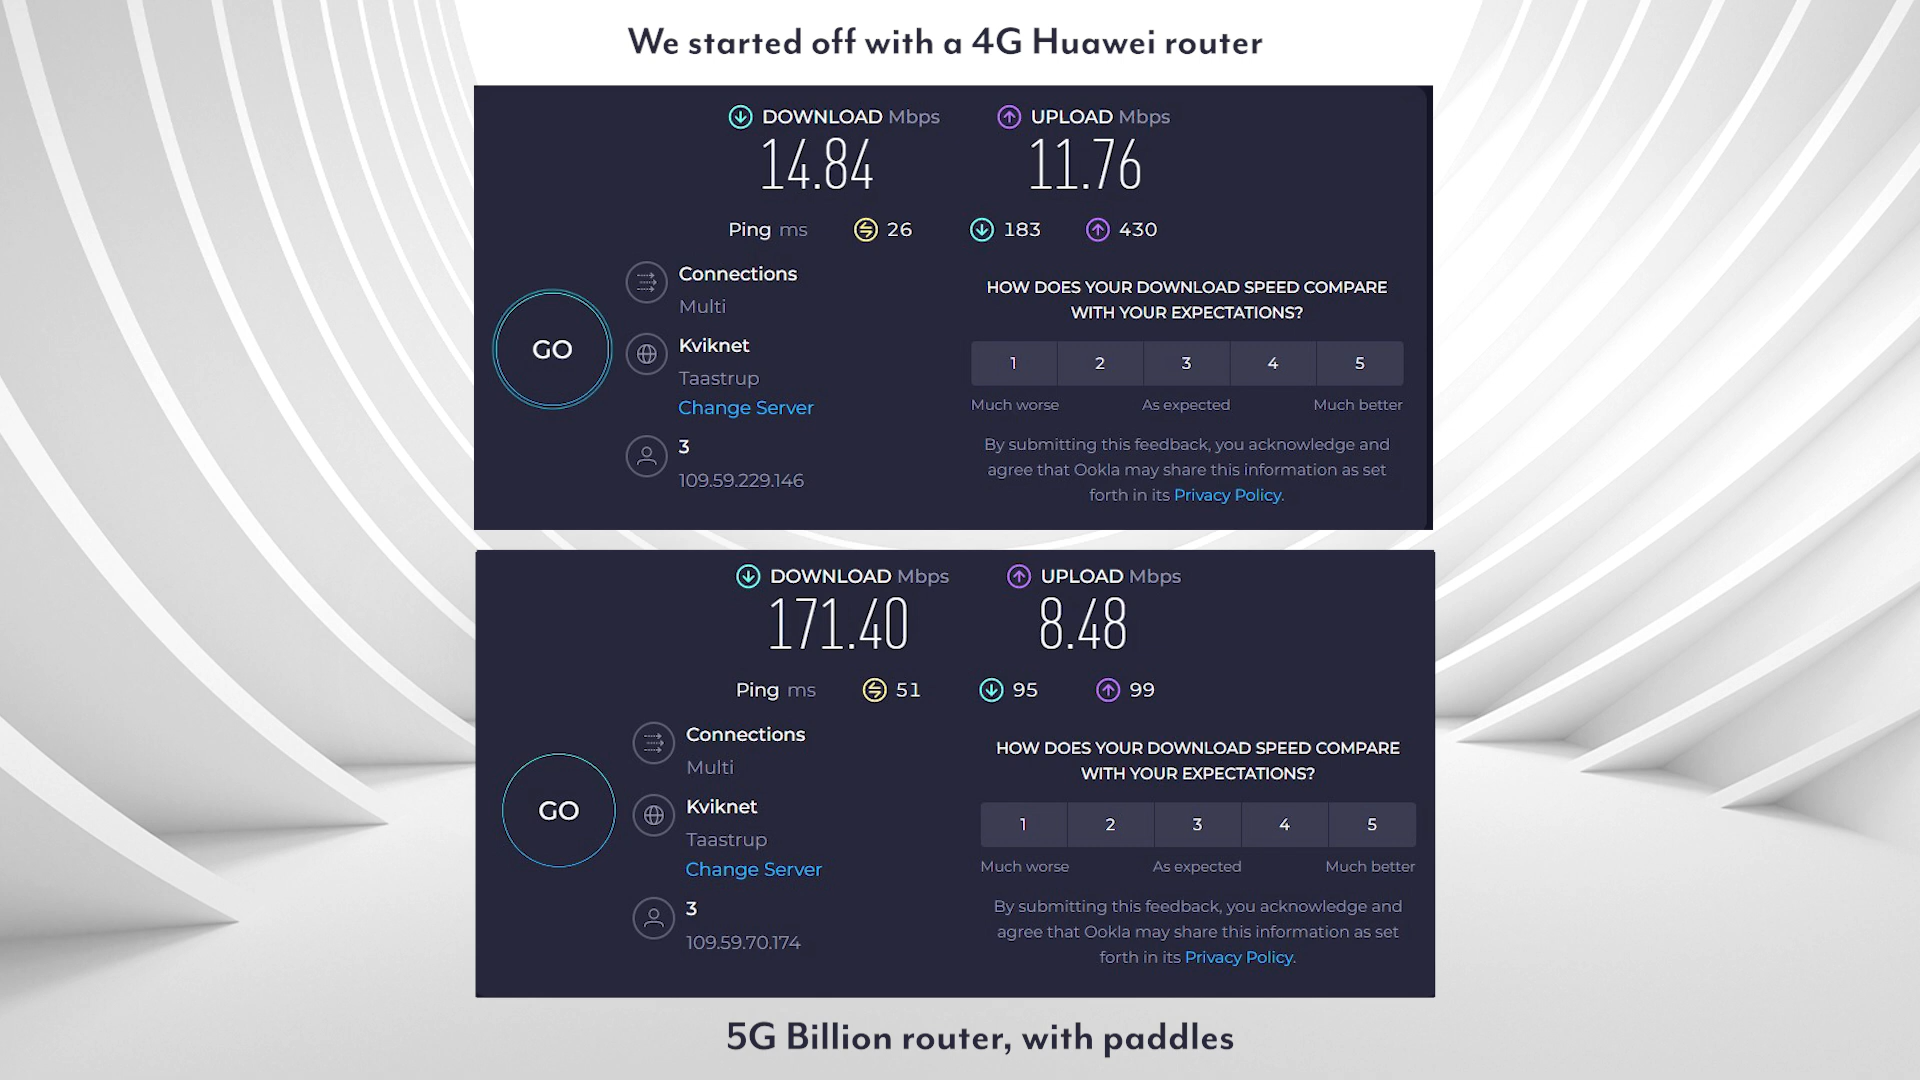 We started off with a 4G Huawei router
DOWNLOAD Mbps
14.84
UPLOAD Mbps
11.76
Ping ms 26 183 430
GO
Connections
Multi
Kviknet
Taastrup
Change Server
3
109.59.229.146
HOW DOES YOUR DOWNLOAD SPEED COMPARE
WITH YOUR EXPECTATIONS?
1 2 3 4 5
Much worse As expected Much better
By submitting this feedback, you acknowledge and
agree that Ookla may share this information as set
forth in its Privacy Policy.
DOWNLOAD Mbps
171.40
UPLOAD Mbps
8.48
Ping ms 51 95 99
GO
Connections
Multi
Kviknet
Taastrup
Change Server
3
109.59.70.174
HOW DOES YOUR DOWNLOAD SPEED COMPARE
WITH YOUR EXPECTATIONS?
1 2 3 4 5
Much worse As expected Much better
By submitting this feedback, you acknowledge and
agree that Ookla may share this information as set
forth in its Privacy Policy.
5G Billion router, with paddles